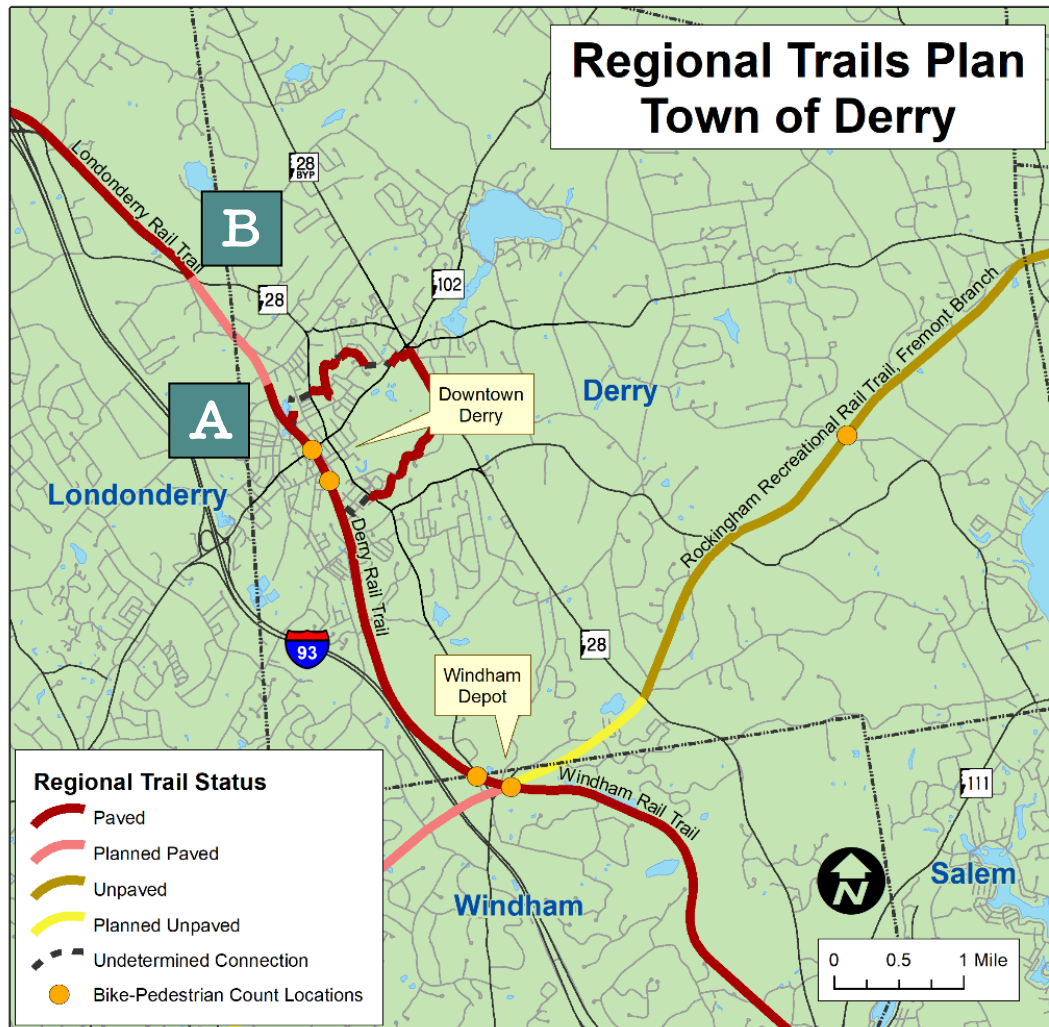 Regional Trails Plan
Town of Derry
Londonderry Rail Trail
B
28
BYP
102
28
A
Downtown
Derry
Derry
Londonderry
Rockingham Recreational Rail Trail, Fremont Branch
Derry Rail Trail
93
28
Windham
Depot
Windham Rail Trail
111
Salem
Windham
N
0 0.5 1 Mile
Regional Trail Status
Paved
Planned Paved
Unpaved
Planned Unpaved
Undetermined Connection
Bike-Pedestrian Count Locations